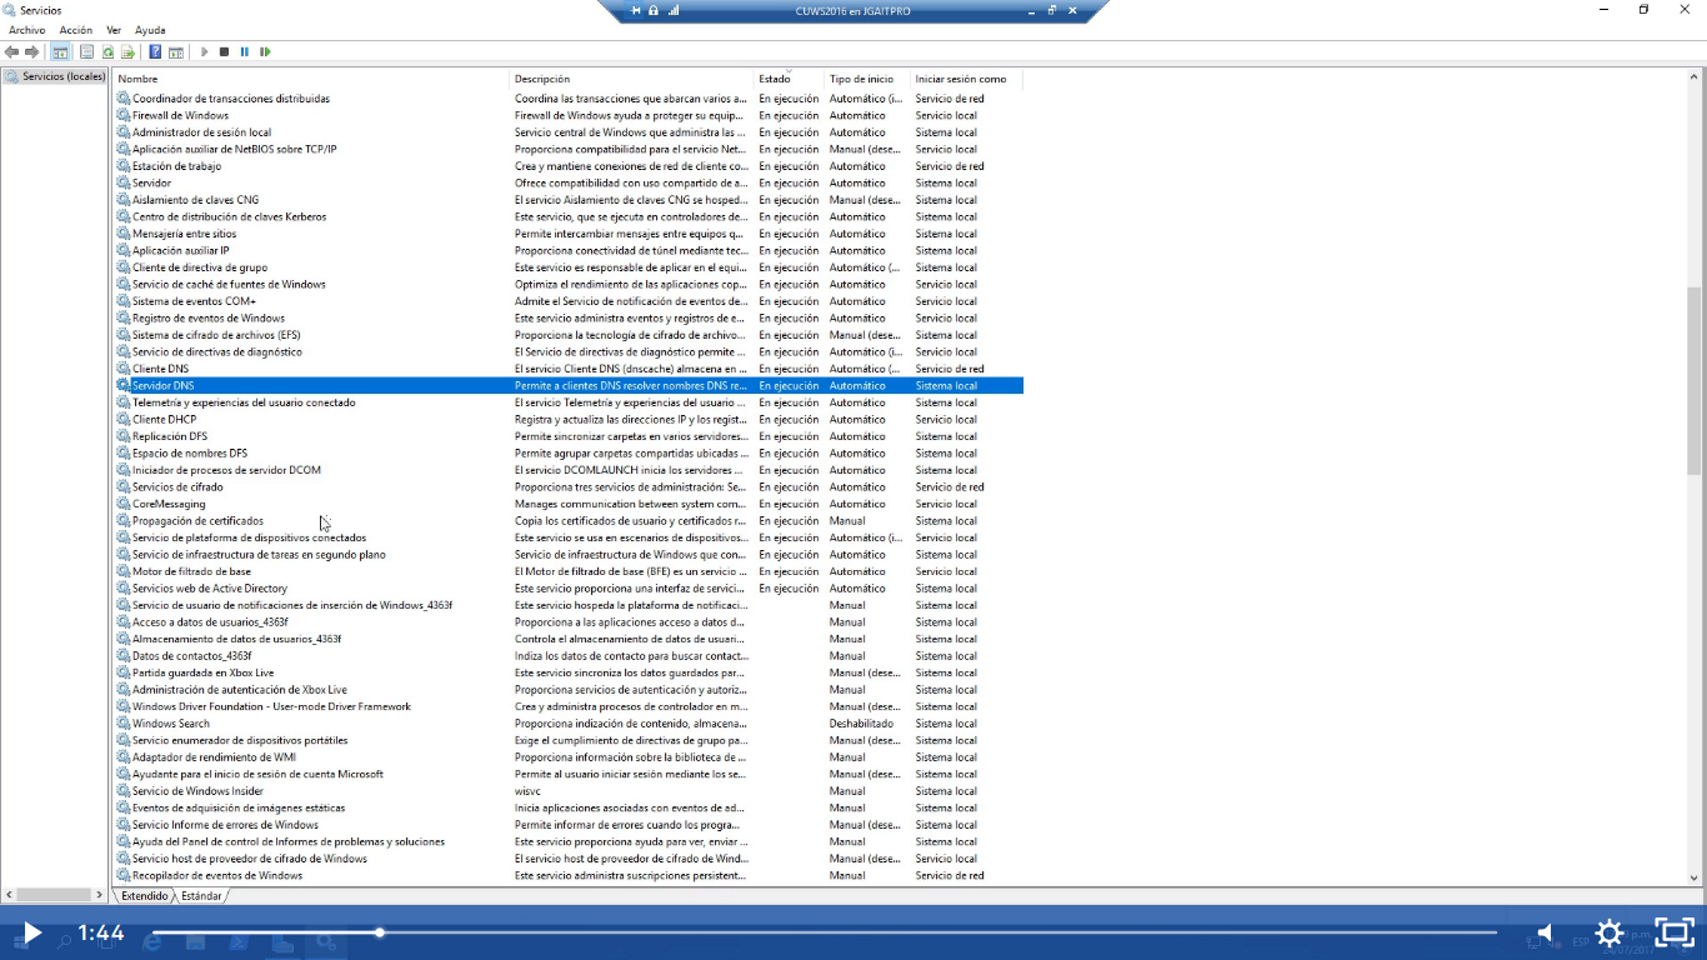 Servicios
CUWS2016 en JGAITPRO
Archivo Acción Ver Ayuda
Servicios (locales)
Nombre Descripción Estado Tipo de inicio Iniciar sesión como
Coordinador de transacciones distribuidas Coordina las transacciones que abarcan varios a... En ejecución Automático (i... Servicio de red
Firewall de Windows Firewall de Windows ayuda a proteger su equip... En ejecución Automático Servicio local
Administrador de sesión local Servicio central de Windows que administra las ... En ejecución Automático Sistema local
Aplicación auxiliar de NetBIOS sobre TCP/IP Proporciona compatibilidad para el servicio Net... En ejecución Manual (dese... Servicio local
Estación de trabajo Crea y mantiene conexiones de red de cliente co... En ejecución Automático Servicio de red
Servidor Ofrece compatibilidad con uso compartido de a... En ejecución Automático Sistema local
Aislamiento de claves CNG El servicio Aislamiento de claves CNG se hosped... En ejecución Manual (dese... Sistema local
Centro de distribución de claves Kerberos Este servicio, que se ejecuta en controladores de... En ejecución Automático Sistema local
Mensajería entre sitios Permite intercambiar mensajes entre equipos q... En ejecución Automático Sistema local
Aplicación auxiliar IP Proporciona conectividad de túnel mediante tec... En ejecución Automático Sistema local
Cliente de directiva de grupo Este servicio es responsable de aplicar en el equi... En ejecución Automático (... Sistema local
Servicio de caché de fuentes de Windows Optimiza el rendimiento de las aplicaciones cop... En ejecución Automático Servicio local
Sistema de eventos COM+ Admite el Servicio de notificación de eventos de... En ejecución Automático Servicio local
Registro de eventos de Windows Este servicio administra eventos y registros de e... En ejecución Automático Servicio local
Sistema de cifrado de archivos (EFS) Proporciona la tecnología de cifrado de archivo... En ejecución Manual (dese... Sistema local
Servicio de directivas de diagnóstico El Servicio de directivas de diagnóstico permite ... En ejecución Automático (i... Servicio local
Cliente DNS El servicio Cliente DNS (dnscache) almacena en ... En ejecución Automático (... Servicio de red
Servidor DNS Permite a clientes DNS resolver nombres DNS re... En ejecución Automático Sistema local
Telemetría y experiencias del usuario conectado El servicio Telemetría y experiencias del usuario ... En ejecución Automático Sistema local
Cliente DHCP Registra y actualiza las direcciones IP y los regist... En ejecución Automático Servicio local
Replicación DFS Permite sincronizar carpetas en varios servidores... En ejecución Automático Sistema local
Espacio de nombres DFS Permite agrupar carpetas compartidas ubicadas ... En ejecución Automático Sistema local
Iniciador de procesos de servidor DCOM El servicio DCOMLAUNCH inicia los servidores ... En ejecución Automático Sistema local
Servicios de cifrado Proporciona tres servicios de administración: Se... En ejecución Automático Servicio de red
CoreMessaging Manages communication between system com... En ejecución Automático Servicio local
Propagación de certificados Copia los certificados de usuario y certificados r... En ejecución Manual Sistema local
Servicio de plataforma de dispositivos conectados Este servicio se usa en escenarios de dispositivos... En ejecución Automático (i... Servicio local
Servicio de infraestructura de tareas en segundo plano Servicio de infraestructura de Windows que con... En ejecución Automático Sistema local
Motor de filtrado de base El Motor de filtrado de base (BFE) es un servicio ... En ejecución Automático Servicio local
Servicios web de Active Directory Este servicio proporciona una interfaz de servici... En ejecución Automático Sistema local
Servicio de usuario de notificaciones de inserción de Windows_4363f Este servicio hospeda la plataforma de notificaci... Manual Sistema local
Acceso a datos de usuarios_4363f Proporciona a las aplicaciones acceso a datos d... Manual Sistema local
Almacenamiento de datos de usuarios_4363f Controla el almacenamiento de datos de usuari... Manual Sistema local
Datos de contactos_4363f Indiza los datos de contacto para buscar contact... Manual Sistema local
Partida guardada en Xbox Live Este servicio sincroniza los datos guardados par... Manual (dese... Sistema local
Administración de autenticación de Xbox Live Proporciona servicios de autenticación y autoriz... Manual Sistema local
Windows Driver Foundation - User-mode Driver Framework Crea y administra procesos de controlador en m... Manual (dese... Sistema local
Windows Search Proporciona indización de contenido, almacena... Deshabilitado Sistema local
Servicio enumerador de dispositivos portátiles Exige el cumplimiento de directivas de grupo pa... Manual (dese... Sistema local
Adaptador de rendimiento de WMI Proporciona información sobre la biblioteca de ... Manual Sistema local
Ayudante para el inicio de sesión de cuenta Microsoft Permite al usuario iniciar sesión mediante los se... Manual (dese... Sistema local
Servicio de Windows Insider wisvc Manual Sistema local
Eventos de adquisición de imágenes estáticas Inicia aplicaciones asociadas con eventos de ad... Manual Sistema local
Servicio Informe de errores de Windows Permite informar de errores cuando los progra... Manual (dese... Sistema local
Ayuda del Panel de control de Informes de problemas y soluciones Este servicio proporciona ayuda para ver, enviar ... Manual Sistema local
Servicio host de proveedor de cifrado de Windows El servicio host de proveedor de cifrado de Wind... Manual (dese... Servicio local
Recopilador de eventos de Windows Este servicio administra suscripciones persistent... Manual Servicio de red
Extendido Estándar
1:44
ESP